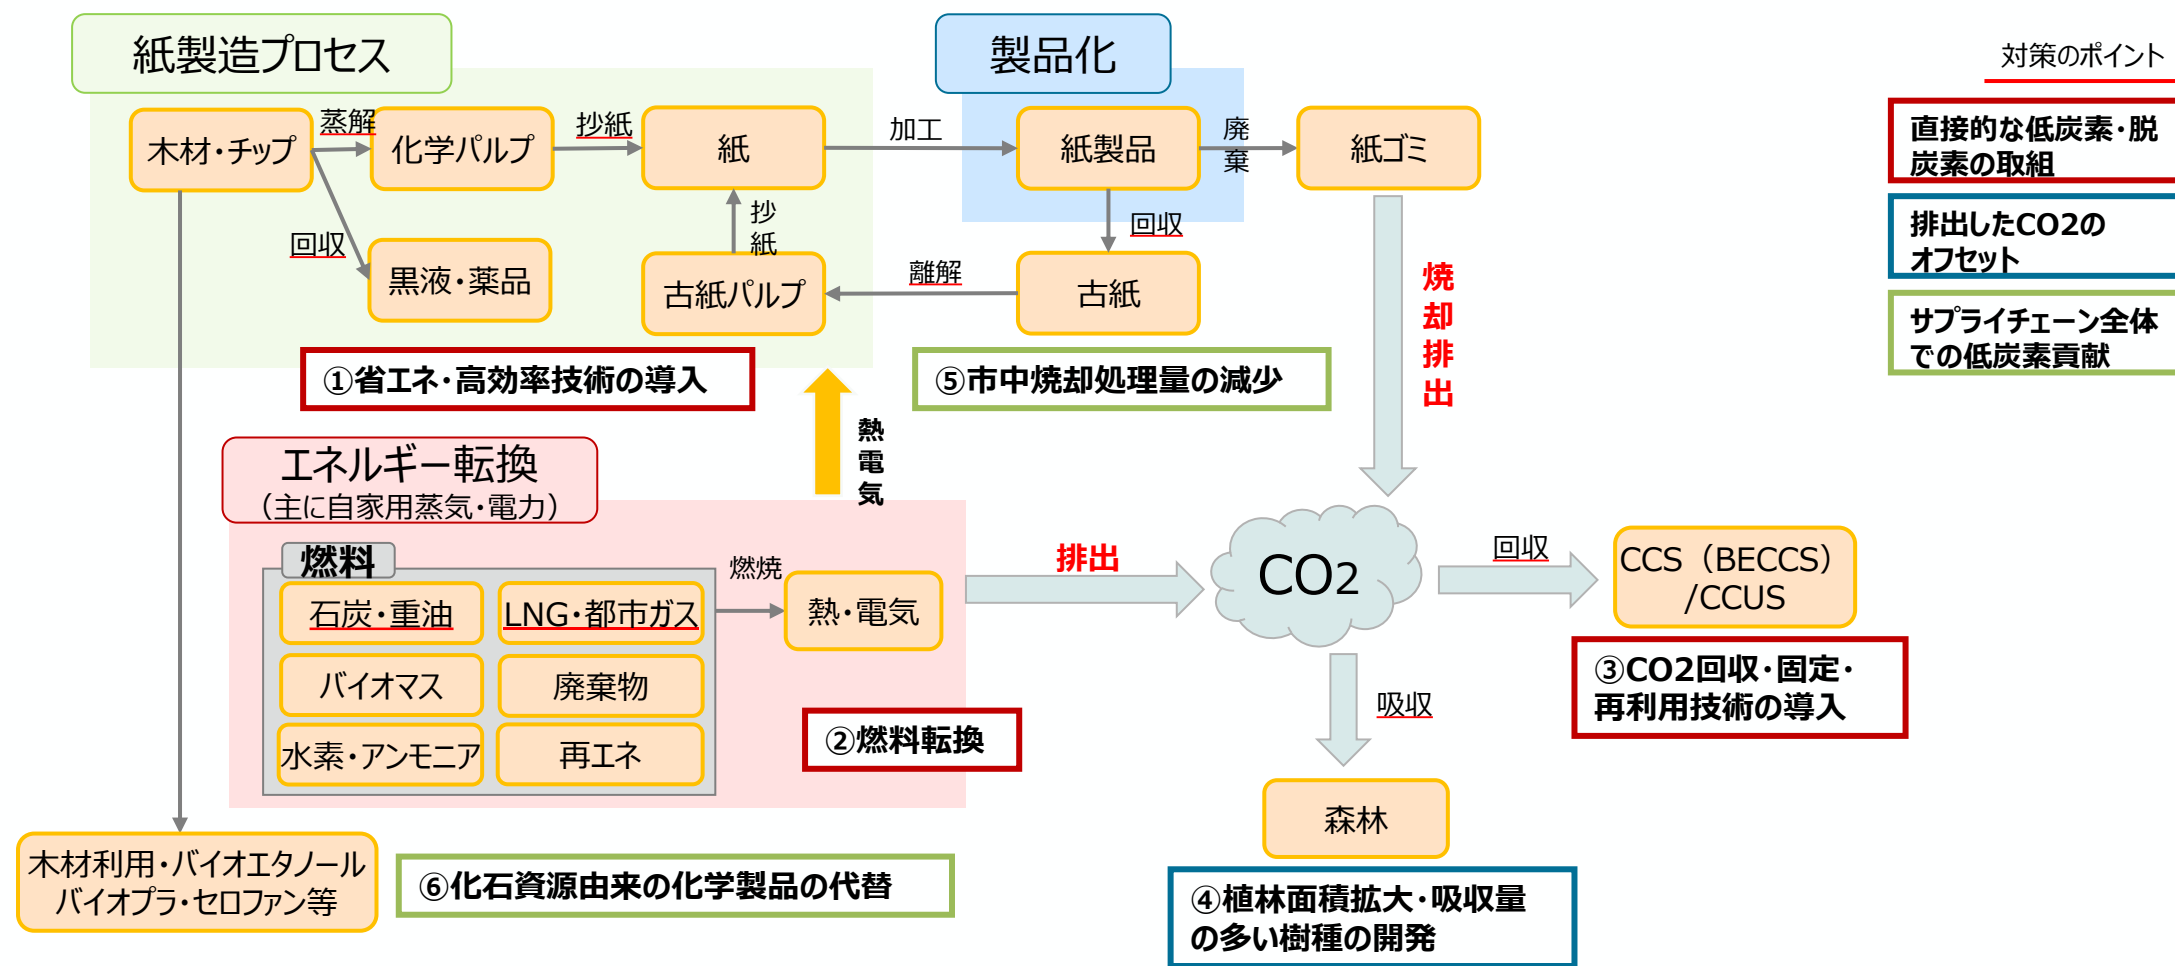 紙製造プロセス
製品化
対策のポイント
木材・チップ
蒸解
化学パルプ
抄紙
紙
加工
紙製品
廃
棄
紙ゴミ
直接的な低炭素・脱
炭素の取組
回収
黒液・薬品
抄
紙
古紙パルプ
離解
回収
古紙
排出したCO2の
オフセット
サプライチェーン全体
での低炭素貢献
①省エネ・高効率技術の導入
⑤市中焼却処理量の減少
焼
却
排
出
熱
電
気
エネルギー転換
（主に自家用蒸気・電力）
燃料
石炭・重油
LNG・都市ガス
バイオマス
廃棄物
水素・アンモニア
再エネ
燃焼
熱・電気
排出
CO2
回収
CCS（BECCS）
/CCUS
②燃料転換
③CO2回収・固定・
再利用技術の導入
吸収
森林
木材利用・バイオエタノール
バイオプラ・セロファン等
⑥化石資源由来の化学製品の代替
④植林面積拡大・吸収量
の多い樹種の開発